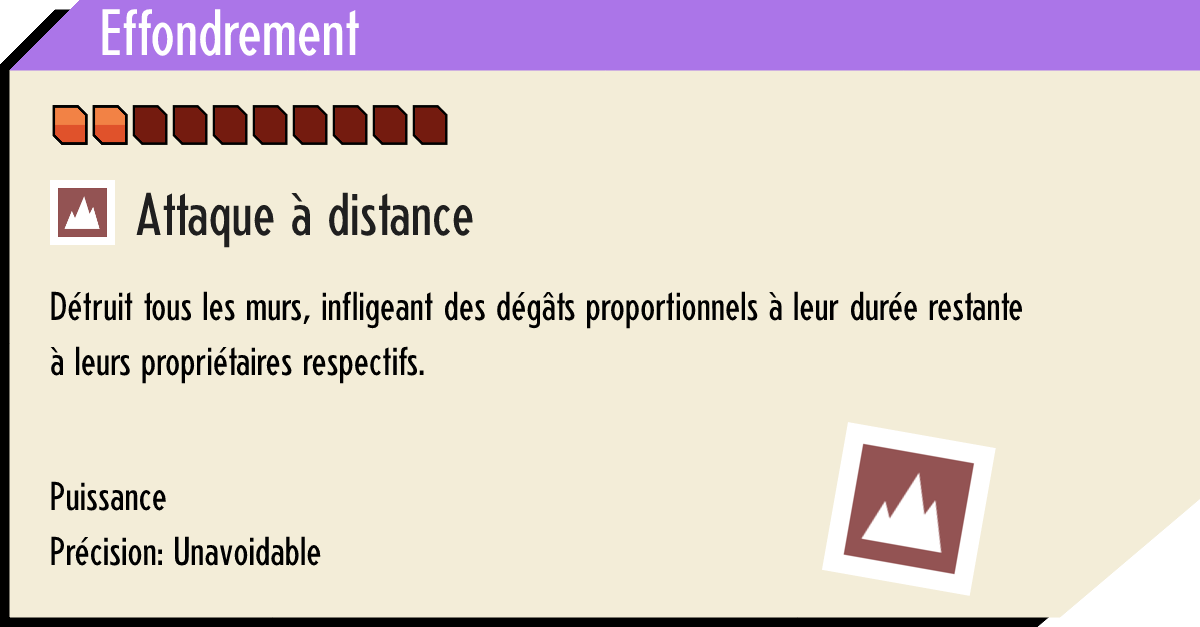 Effondrement
Attaque à distance
Détruit tous les murs, infligeant des dégâts proportionnels à leur durée restante
à leurs propriétaires respectifs.
Puissance
Précision: Unavoidable